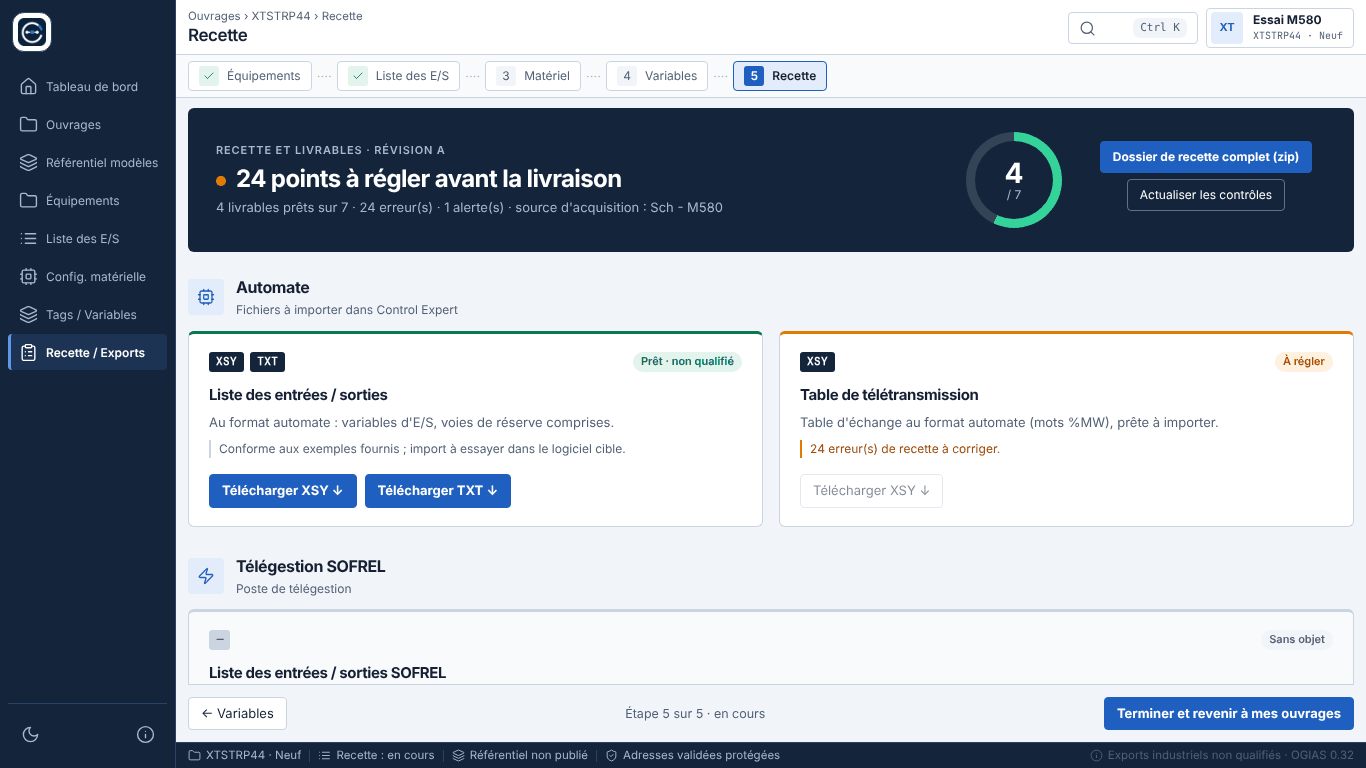 Ouvrages › XTSTRP44 › Recette
Recette
Ctrl K
XT
Essai M580
XTSTRP44 · Neuf
Tableau de bord
Ouvrages
Référentiel modèles
Équipements
Liste des E/S
Config. matérielle
Tags / Variables
Recette / Exports
Équipements
Liste des E/S
3 Matériel
4 Variables
5 Recette
RECETTE ET LIVRABLES · RÉVISION A
24 points à régler avant la livraison
4 livrables prêts sur 7 · 24 erreur(s) · 1 alerte(s) · source d'acquisition : Sch - M580
4
/ 7
Dossier de recette complet (zip)
Actualiser les contrôles
Automate
Fichiers à importer dans Control Expert
XSY TXT
Prêt · non qualifié
Liste des entrées / sorties
Au format automate : variables d'E/S, voies de réserve comprises.
Conforme aux exemples fournis ; import à essayer dans le logiciel cible.
Télécharger XSY ↓
Télécharger TXT ↓
XSY
À régler
Table de télétransmission
Table d'échange au format automate (mots %MW), prête à importer.
24 erreur(s) de recette à corriger.
Télécharger XSY ↓
Télégestion SOFREL
Poste de télégestion
–
Sans objet
Liste des entrées / sorties SOFREL
← Variables
Étape 5 sur 5 · en cours
Terminer et revenir à mes ouvrages
XTSTRP44 · Neuf
Recette : en cours
Référentiel non publié
Adresses validées protégées
Exports industriels non qualifiés · OGIAS 0.32